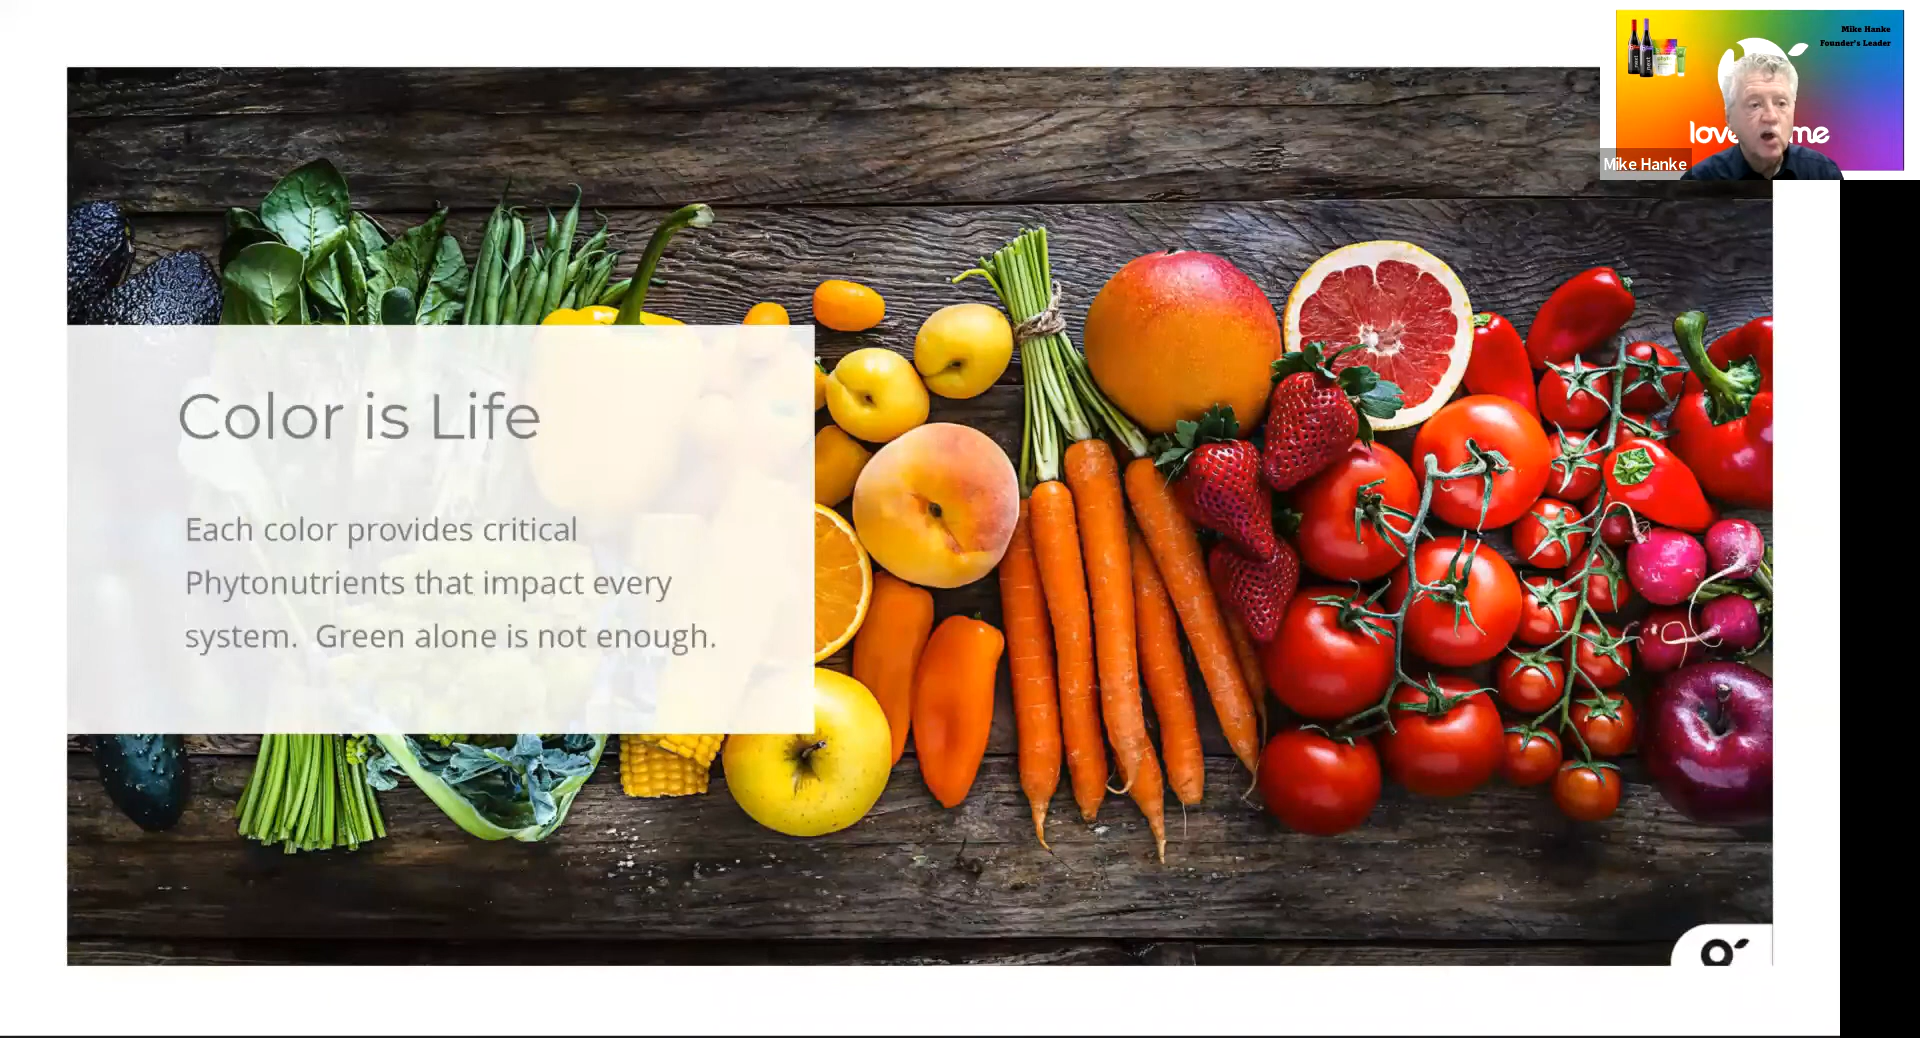 Mike Hanke
Founder's Leader
Mike Hanke
Color is Life
Each color provides critical
Phytonutrients that impact every
system.  Green alone is not enough.